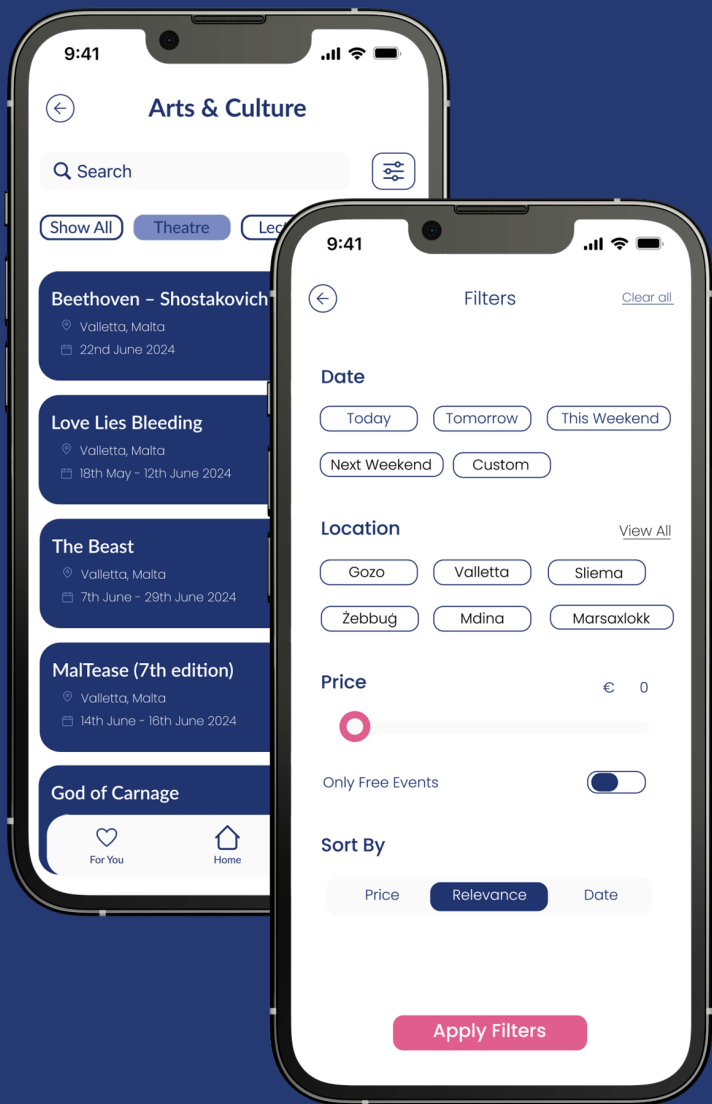 9:41
Arts & Culture
Search
Show All Theatre
Beethoven – Shostakovich
Valletta, Malta
22nd June 2024
Love Lies Bleeding
Valletta, Malta
18th May - 12th June 2024
The Beast
Valletta, Malta
7th June - 29th June 2024
MalTease (7th edition)
Valletta, Malta
14th June - 16th June 2024
God of Carnage
For You Home
9:41
Filters Clear all
Date
Today Tomorrow This Weekend
Next Weekend Custom
Location View All
Gozo Valletta Sliema
Żebbuġ Mdina Marsaxlokk
Price € 0
Only Free Events
Sort By
Price Relevance Date
Apply Filters